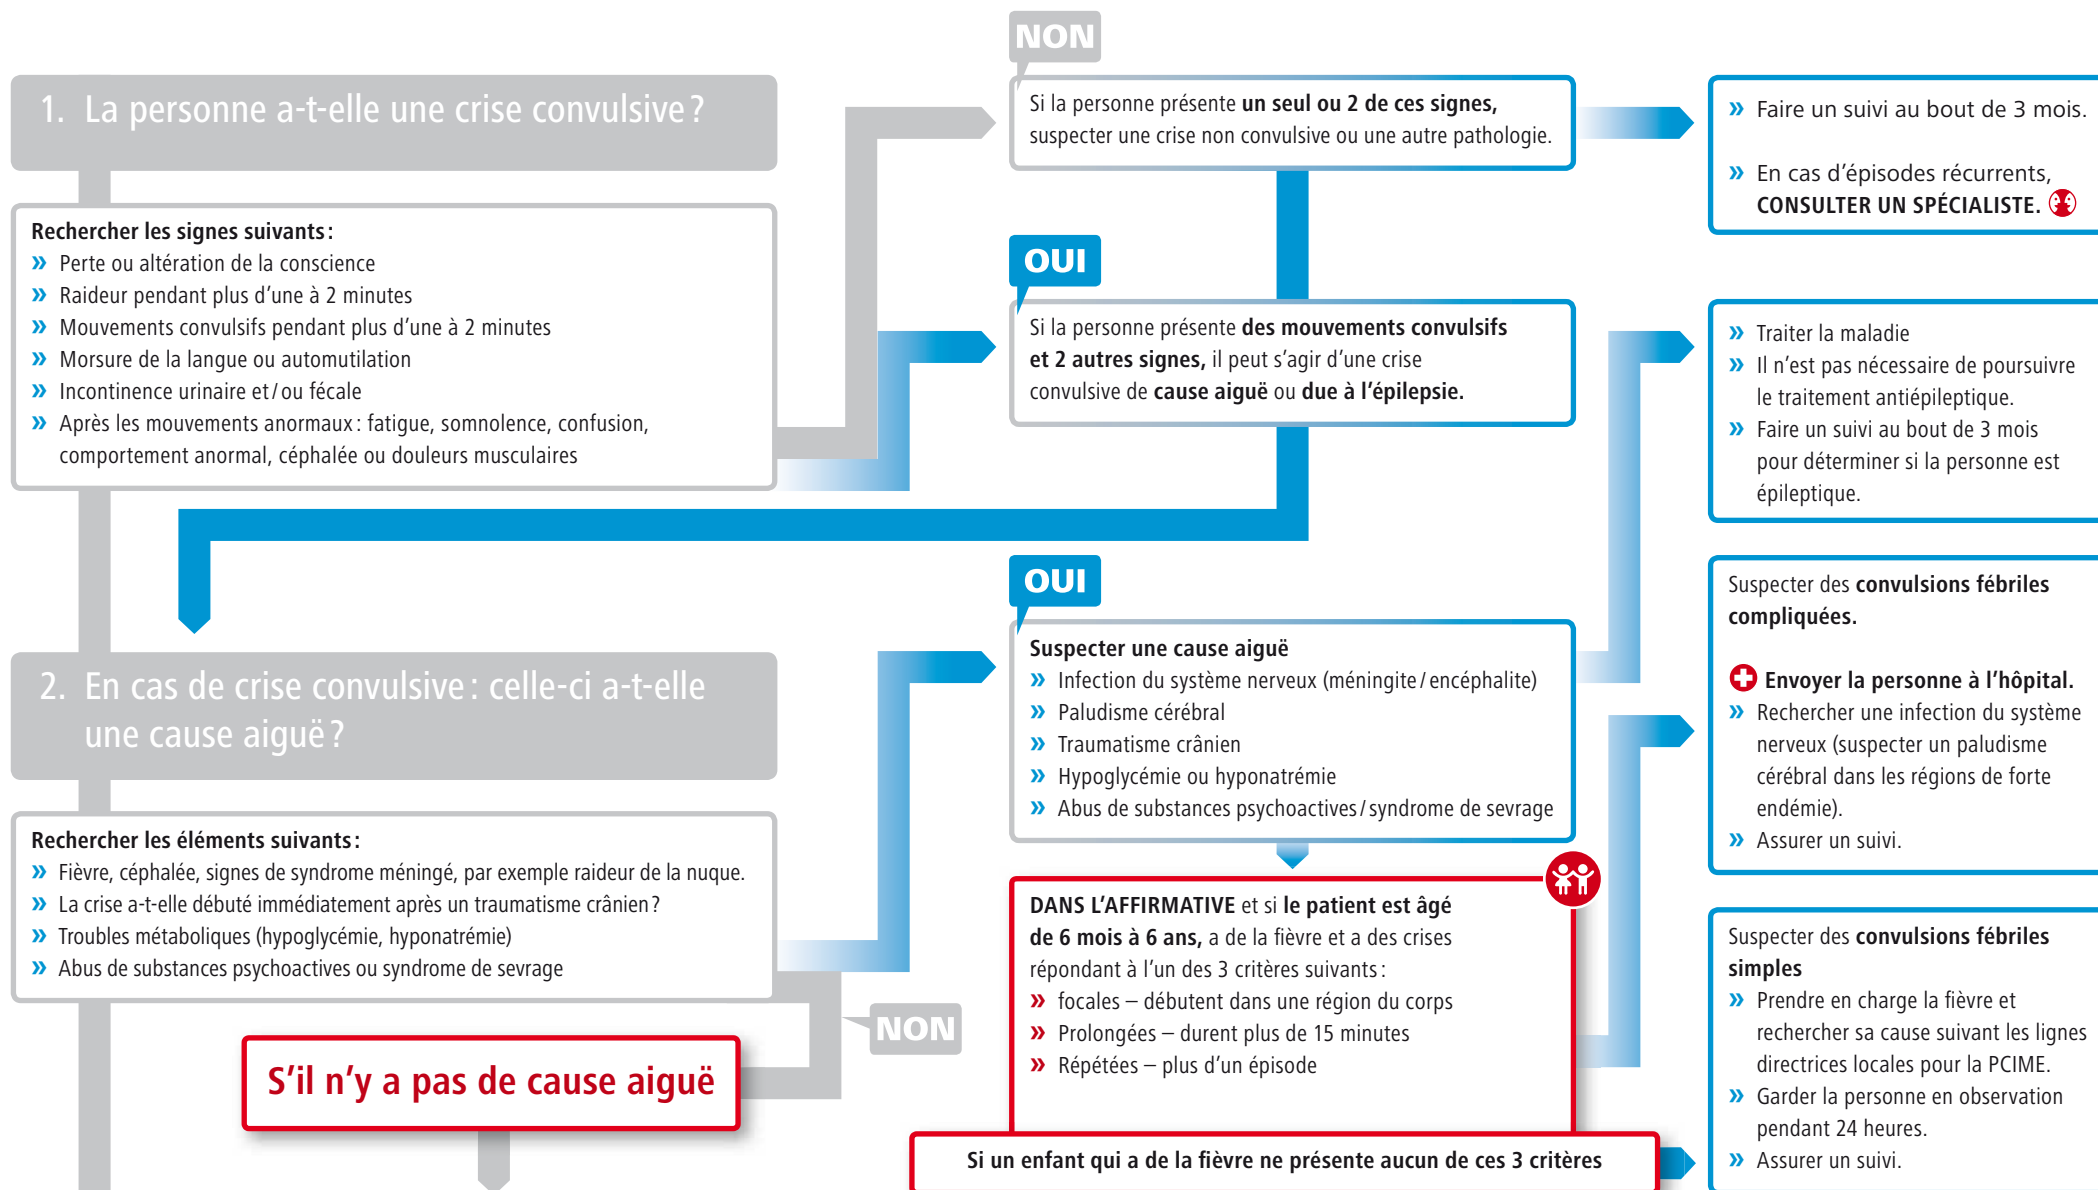 1. La personne a-t-elle une crise convulsive ?
Rechercher les signes suivants :
» Perte ou altération de la conscience
» Raideur pendant plus d’une à 2 minutes
» Mouvements convulsifs pendant plus d’une à 2 minutes
» Morsure de la langue ou automutilation
» Incontinence urinaire et / ou fécale
» Après les mouvements anormaux : fatigue, somnolence, confusion,
comportement anormal, céphalée ou douleurs musculaires
NON
Si la personne présente un seul ou 2 de ces signes,
suspecter une crise non convulsive ou une autre pathologie.
» Faire un suivi au bout de 3 mois.
» En cas d’épisodes récurrents,
CONSULTER UN SPÉCIALISTE.
OUI
Si la personne présente des mouvements convulsifs
et 2 autres signes, il peut s’agir d’une crise
convulsive de cause aiguë ou due à l’épilepsie.
2. En cas de crise convulsive : celle-ci a-t-elle
une cause aiguë ?
Rechercher les éléments suivants :
» Fièvre, céphalée, signes de syndrome méningé, par exemple raideur de la nuque.
» La crise a-t-elle débuté immédiatement après un traumatisme crânien ?
» Troubles métaboliques (hypoglycémie, hyponatrémie)
» Abus de substances psychoactives ou syndrome de sevrage
NON
S’il n’y a pas de cause aiguë
OUI
Suspecter une cause aiguë
» Infection du système nerveux (méningite / encéphalite)
» Paludisme cérébral
» Traumatisme crânien
» Hypoglycémie ou hyponatrémie
» Abus de substances psychoactives / syndrome de sevrage
» Traiter la maladie
» Il n’est pas nécessaire de poursuivre
le traitement antiépileptique.
» Faire un suivi au bout de 3 mois
pour déterminer si la personne est
épileptique.
DANS L’AFFIRMATIVE et si le patient est âgé
de 6 mois à 6 ans, a de la fièvre et a des crises
répondant à l’un des 3 critères suivants :
» focales – débutent dans une région du corps
» Prolongées – durent plus de 15 minutes
» Répétées – plus d’un épisode
Suspecter des convulsions fébriles
compliquées.
Envoyer la personne à l’hôpital.
» Rechercher une infection du système
nerveux (suspecter un paludisme
cérébral dans les régions de forte
endémie).
» Assurer un suivi.
Si un enfant qui a de la fièvre ne présente aucun de ces 3 critères
Suspecter des convulsions fébriles
simples
» Prendre en charge la fièvre et
rechercher sa cause suivant les lignes
directrices locales pour la PCIME.
» Garder la personne en observation
pendant 24 heures.
» Assurer un suivi.